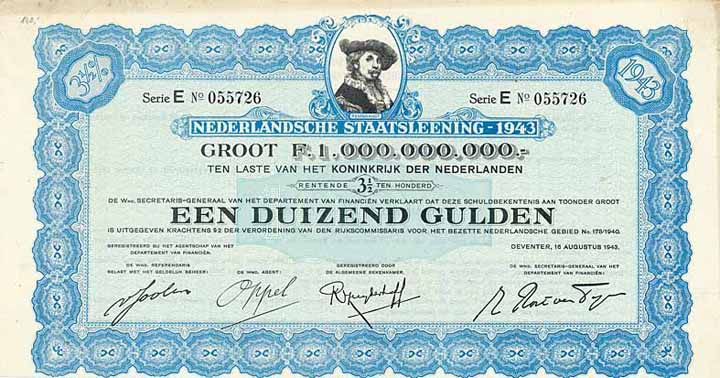 140,-
3½%
1943
Serie E No 055726
Serie E No 055726
REMBRANDT
NEDERLANDSCHE STAATSLEENING - 1943
GROOT F.1.000.000.000.-
TEN LASTE VAN HET KONINKRIJK DER NEDERLANDEN
RENTENDE 3½ TEN HONDERD
DE WND. SECRETARIS-GENERAAL VAN HET DEPARTEMENT VAN FINANCIËN VERKLAART DAT DEZE SCHULDBEKENTENIS AAN TOONDER GROOT
EEN DUIZEND GULDEN
IS UITGEGEVEN KRACHTENS § 2 DER VERORDENING VAN DEN RIJKSCOMMISSARIS VOOR HET BEZETTE NEDERLANDSCHE GEBIED No. 178/1940.
GEREGISTREERD BIJ HET AGENTSCHAP VAN HET
DEPARTEMENT VAN FINANCIËN:
DEVENTER, 16 AUGUSTUS 1943.
DE WND. REFERENDARIS
BELAST MET HET GELDELIJK BEHEER:
DE WND. AGENT:
GEREGISTREERD DOOR
DE ALGEMEENE REKENKAMER,
DE WND. SECRETARIS-GENERAAL VAN HET
DEPARTEMENT VAN FINANCIËN:
Oppel